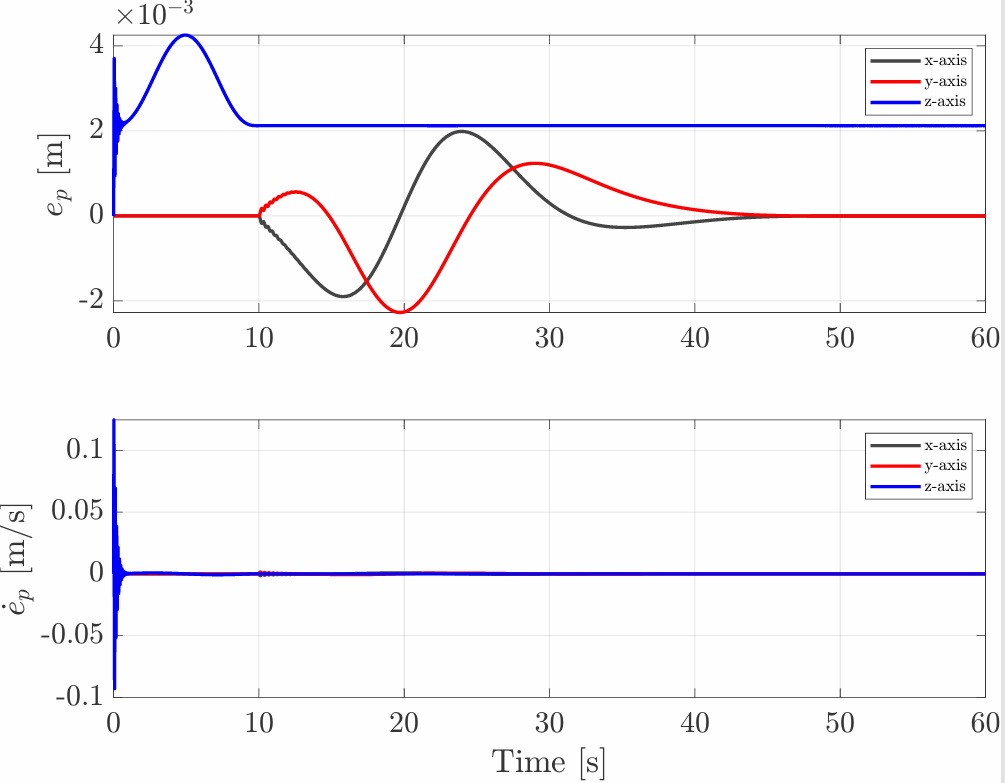 ×10⁻³
4
2
0
-2
e_p [m]
x-axis
y-axis
z-axis
0 10 20 30 40 50 60
0.1
0.05
0
-0.05
-0.1
ė_p [m/s]
x-axis
y-axis
z-axis
0 10 20 30 40 50 60
Time [s]